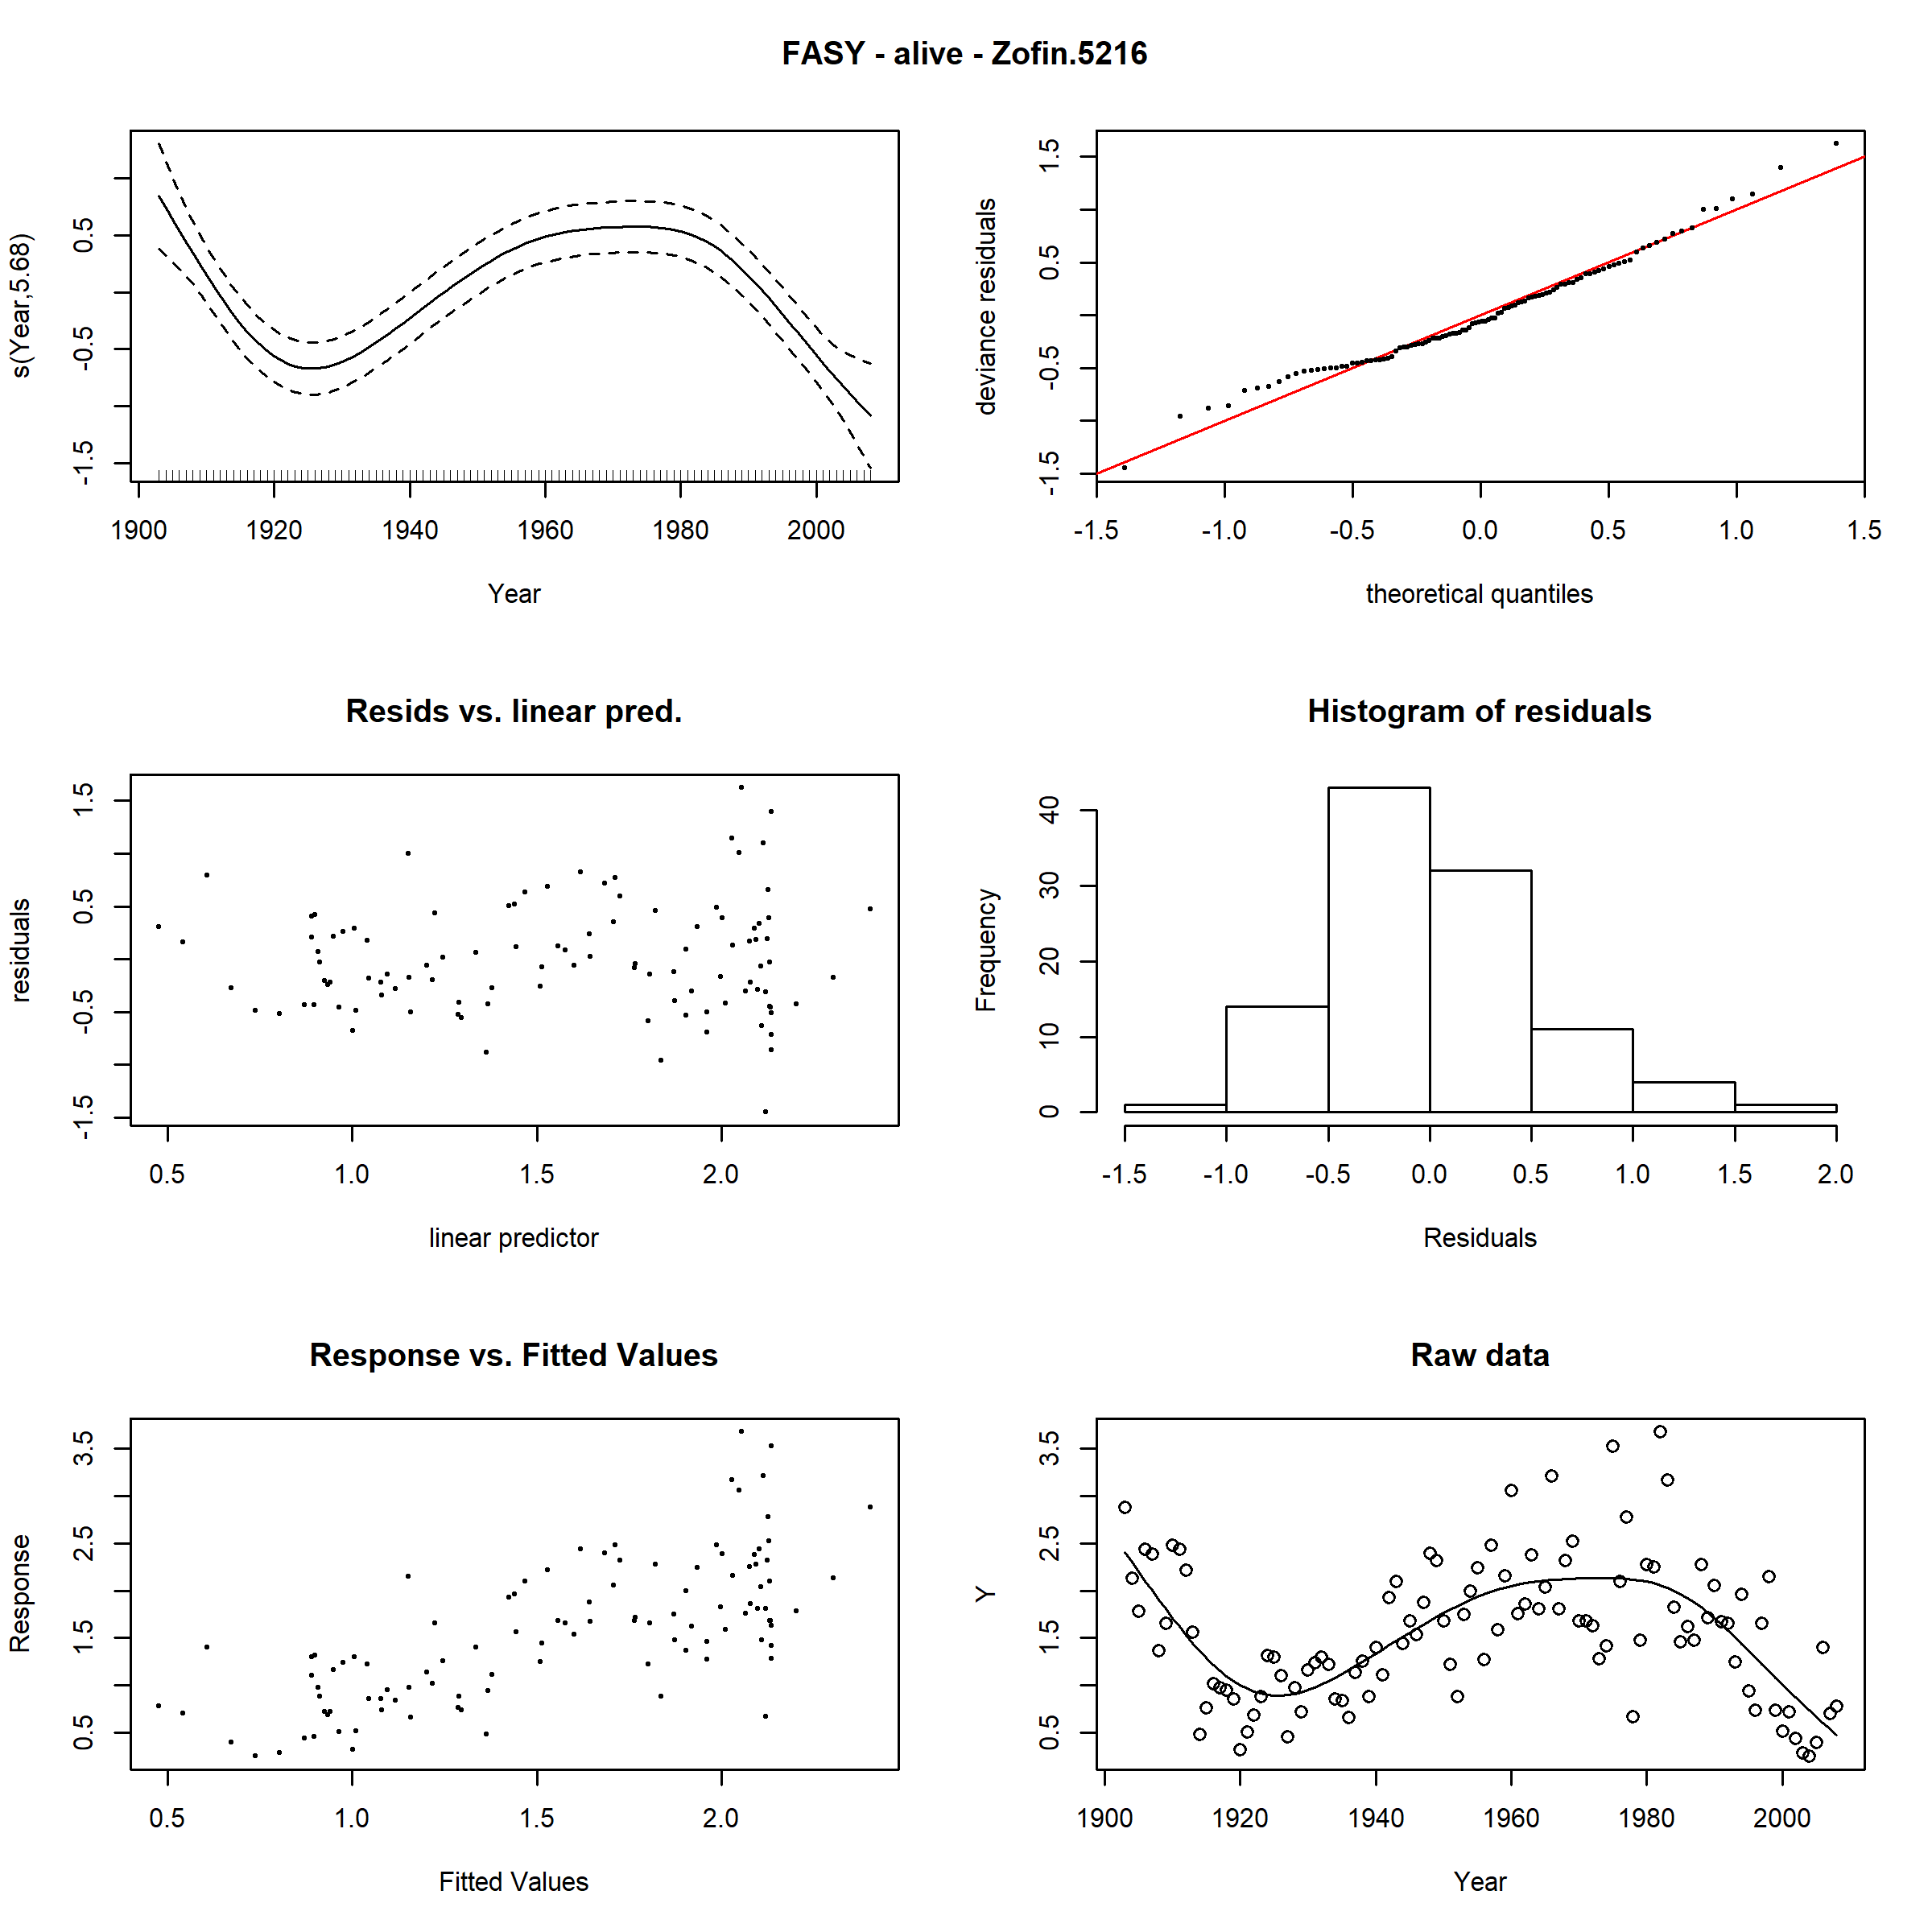 FASY - alive - Zofin.5216
s(Year,5.68)
-1.5 -0.5 0.5
1900 1920 1940 1960 1980 2000
Year
deviance residuals
-1.5 -0.5 0.5 1.5
-1.5 -1.0 -0.5 0.0 0.5 1.0 1.5
theoretical quantiles
Resids vs. linear pred.
residuals
-1.5 -0.5 0.5 1.5
0.5 1.0 1.5 2.0
linear predictor
Histogram of residuals
Frequency
0 10 20 30 40
-1.5 -1.0 -0.5 0.0 0.5 1.0 1.5 2.0
Residuals
Response vs. Fitted Values
Response
0.5 1.5 2.5 3.5
0.5 1.0 1.5 2.0
Fitted Values
Raw data
Y
0.5 1.5 2.5 3.5
1900 1920 1940 1960 1980 2000
Year